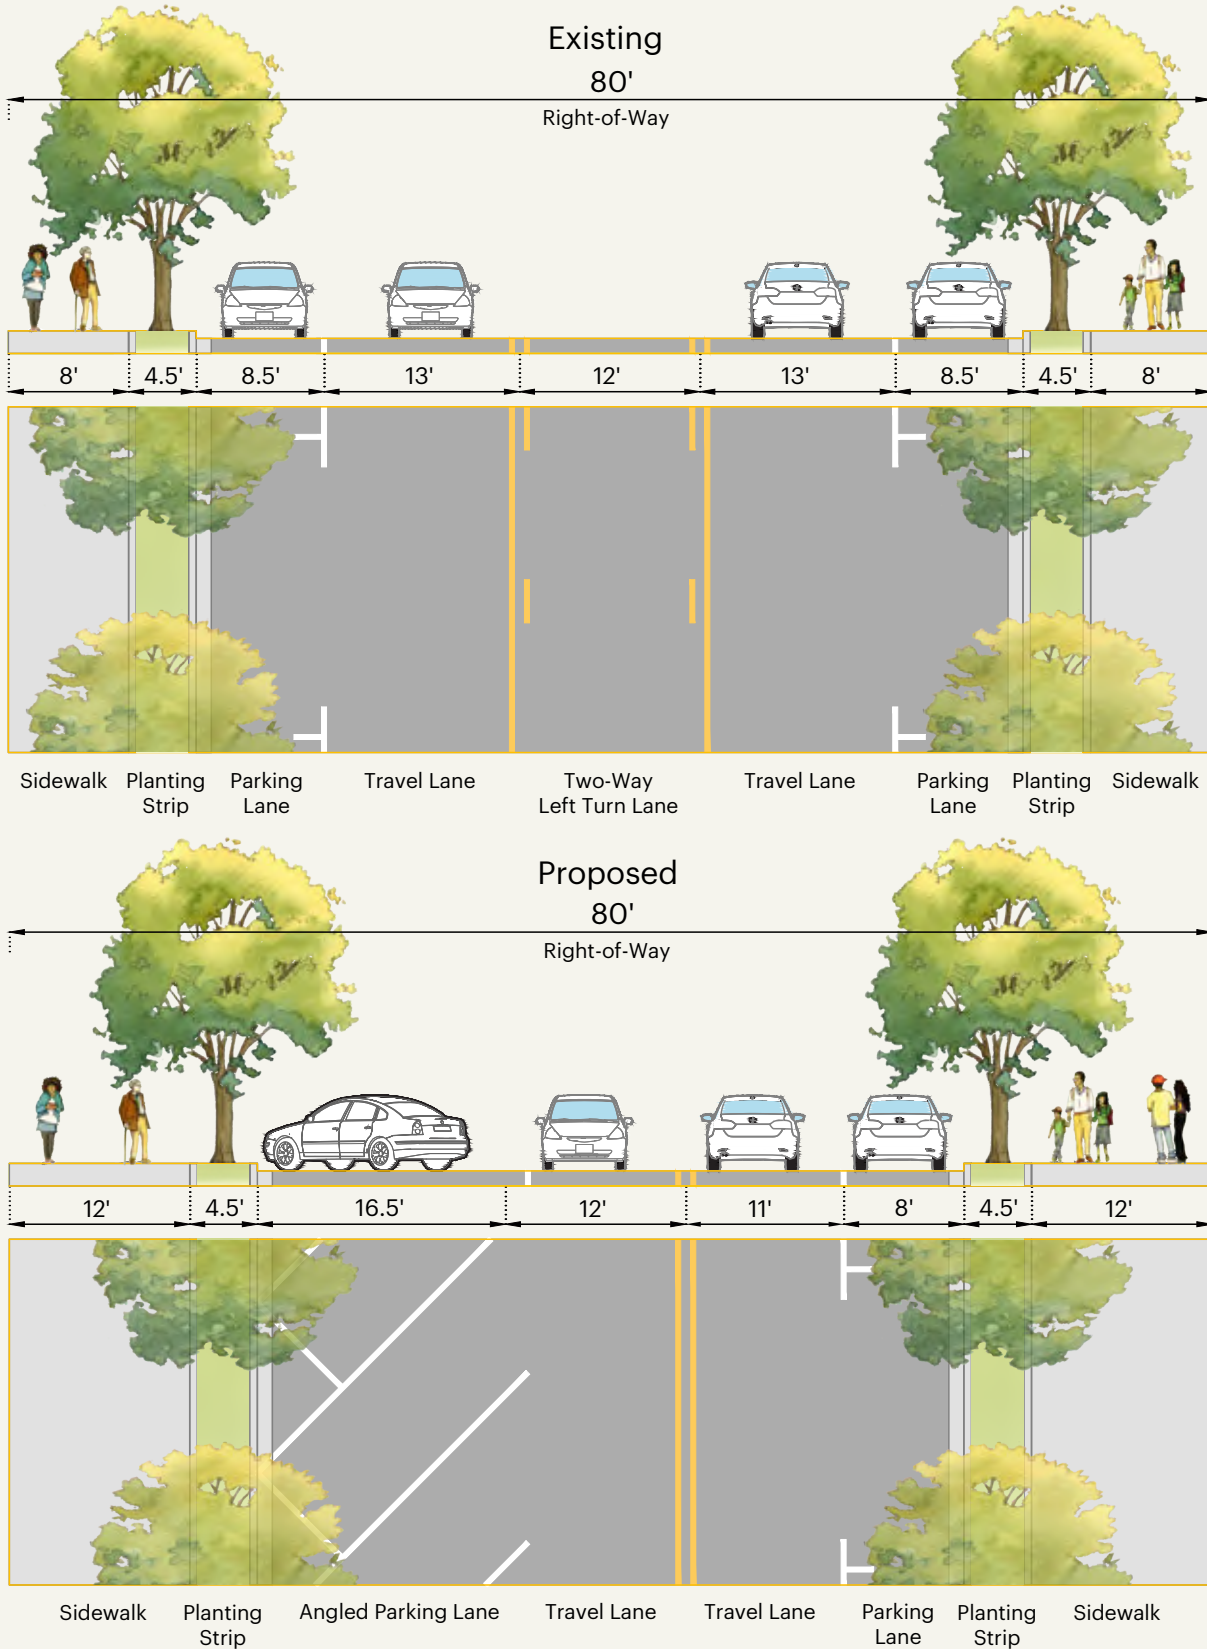 Existing
80'
Right-of-Way
8' 4.5' 8.5' 13' 12' 13' 8.5' 4.5' 8'
Sidewalk Planting Parking Travel Lane Two-Way Travel Lane Parking Planting Sidewalk
Strip Lane Left Turn Lane Lane Strip
Proposed
80'
Right-of-Way
12' 4.5' 16.5' 12' 11' 8' 4.5' 12'
Sidewalk Planting Angled Parking Lane Travel Lane Travel Lane Parking Planting Sidewalk
Strip Lane Strip